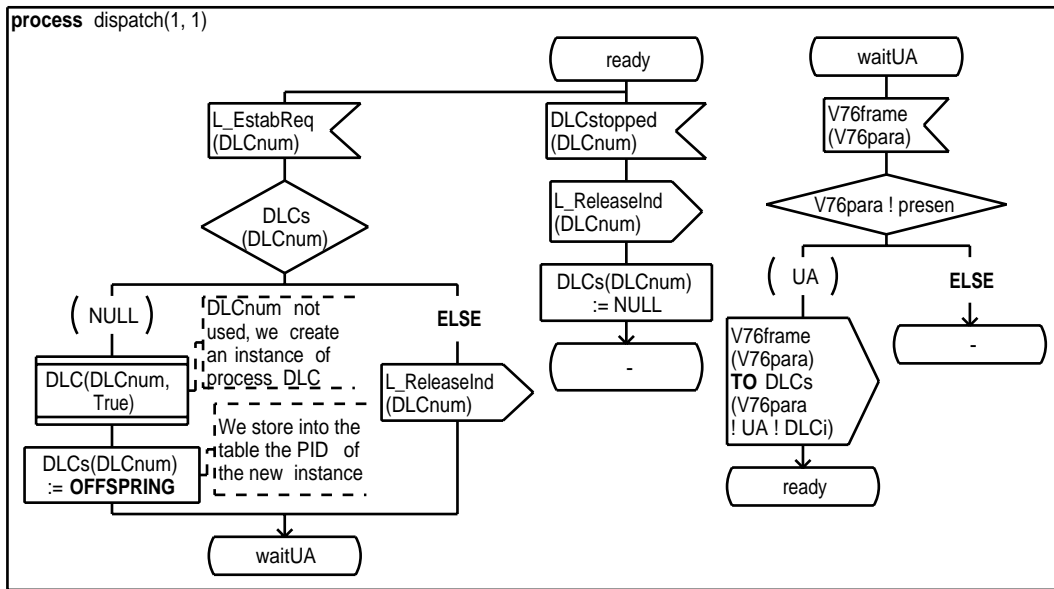 process dispatch(1, 1)
ready
L_EstabReq
(DLCnum)
DLCs
(DLCnum)
( NULL )
DLCnum not
used, we create
an instance of
process DLC
DLC(DLCnum,
True)
We store into the
table the PID of
the new instance
DLCs(DLCnum)
:= OFFSPRING
ELSE
L_ReleaseInd
(DLCnum)
waitUA
DLCstopped
(DLCnum)
L_ReleaseInd
(DLCnum)
DLCs(DLCnum)
:= NULL
-
waitUA
V76frame
(V76para)
V76para ! presen
( UA )
V76frame
(V76para)
TO DLCs
(V76para
! UA ! DLCi)
ready
ELSE
-